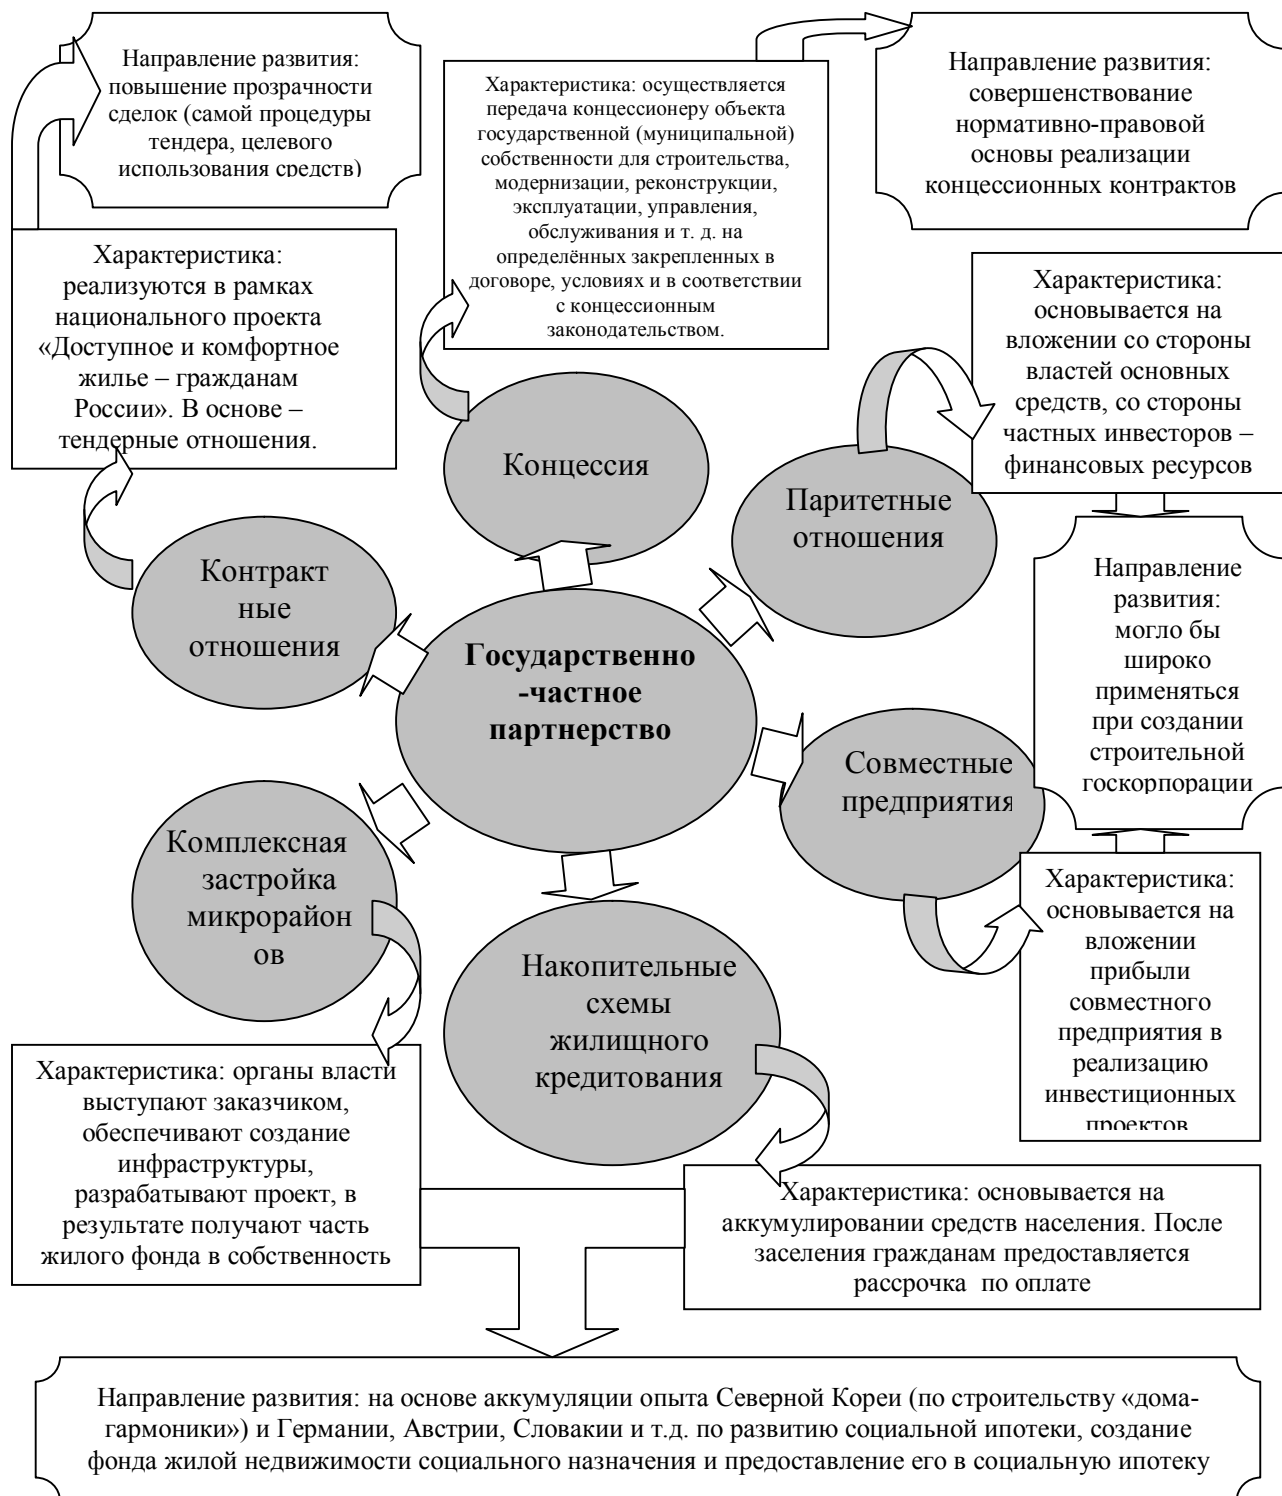 Направление развития:
повышение прозрачности
сделок (самой процедуры
тендера, целевого
использования средств)
Характеристика: осуществляется
передача концессионеру объекта
государственной (муниципальной)
собственности для строительства,
модернизации, реконструкции,
эксплуатации, управления,
обслуживания и т. д. на
определённых закрепленных в
договоре, условиях и в соответствии
с концессионным
законодательством.
Направление развития:
совершенствование
нормативно-правовой
основы реализации
концессионных контрактов
Характеристика:
реализуются в рамках
национального проекта
«Доступное и комфортное
жилье – гражданам
России». В основе –
тендерные отношения.
Характеристика:
основывается на
вложении со стороны
властей основных
средств, со стороны
частных инвесторов –
финансовых ресурсов
Концессия
Паритетные
отношения
Контракт
ные
отношения
Государственно
-частное
партнерство
Направление
развития:
могло бы
широко
применяться
при создании
строительной
госкорпорации
Совместные
предприятия
Комплексная
застройка
микрорайон
ов
Накопительные
схемы
жилищного
кредитования
Характеристика:
основывается на
вложении
прибыли
совместного
предприятия в
реализацию
инвестиционных
проектов
Характеристика: органы власти
выступают заказчиком,
обеспечивают создание
инфраструктуры,
разрабатывают проект, в
результате получают часть
жилого фонда в собственность
Характеристика: основывается на
аккумулировании средств населения. После
заселения гражданам предоставляется
рассрочка по оплате
Направление развития: на основе аккумуляции опыта Северной Кореи (по строительству «дома-
гармоники») и Германии, Австрии, Словакии и т.д. по развитию социальной ипотеки, создание
фонда жилой недвижимости социального назначения и предоставление его в социальную ипотеку